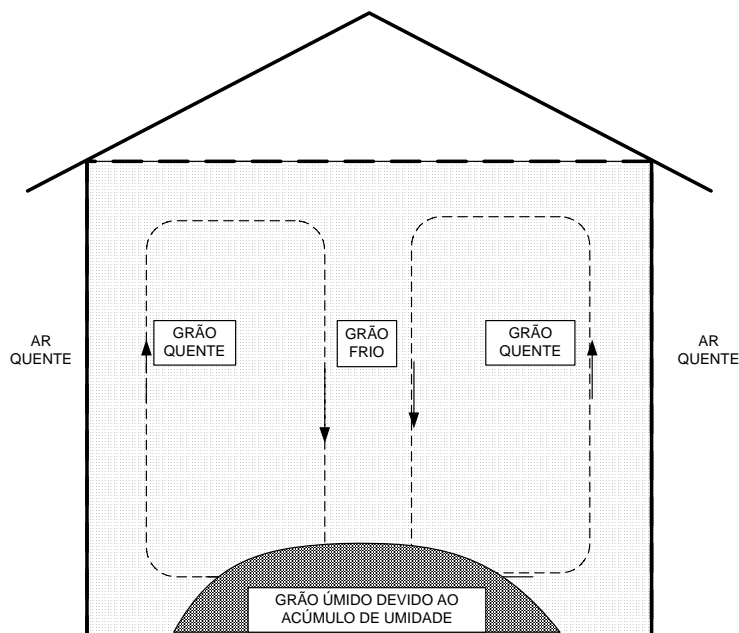 AR
QUENTE
GRÃO
QUENTE
GRÃO
FRIO
GRÃO
QUENTE
AR
QUENTE
GRÃO ÚMIDO DEVIDO AO
ACÚMULO DE UMIDADE